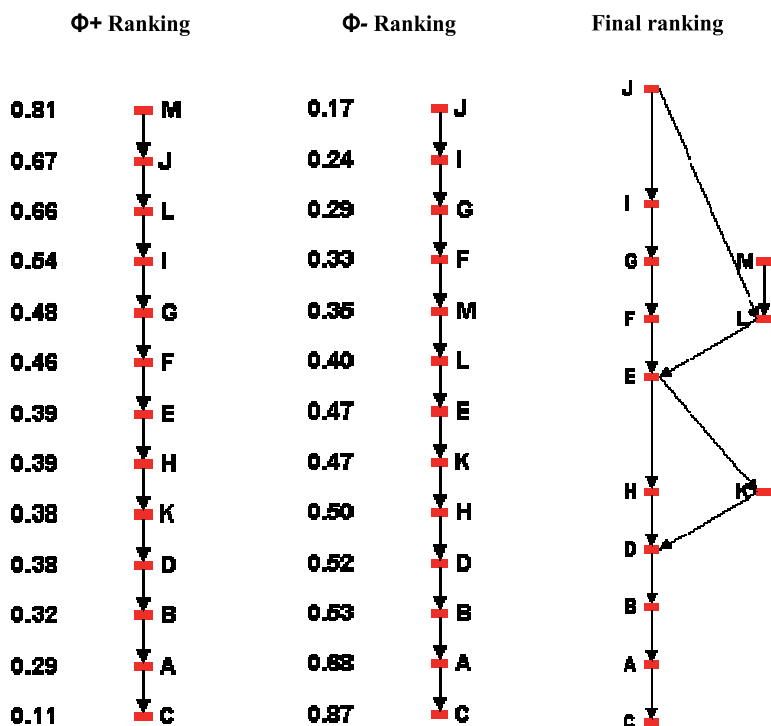 Φ+ Ranking
Φ- Ranking
Final ranking
0.81 M
0.67 J
0.66 L
0.54 I
0.48 G
0.46 F
0.39 E
0.39 H
0.38 K
0.38 D
0.32 B
0.29 A
0.11 C
0.17 J
0.24 I
0.29 G
0.33 F
0.35 M
0.40 L
0.47 E
0.47 K
0.50 H
0.52 D
0.53 B
0.68 A
0.87 C
J
I
G M
F L
E
H K
D
B
A
C